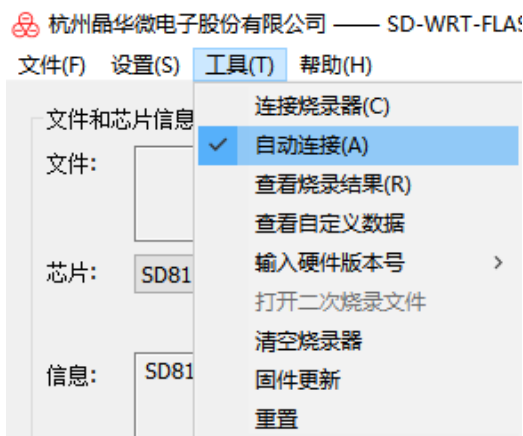 杭州晶华微电子股份有限公司 —— SD-WRT-FLAS
文件(F) 设置(S) 工具(T) 帮助(H)
文件和芯片信息
连接烧录器(C)
文件:
自动连接(A)
查看烧录结果(R)
查看自定义数据
芯片:
SD81
输入硬件版本号
打开二次烧录文件
清空烧录器
信息:
SD81
固件更新
重置